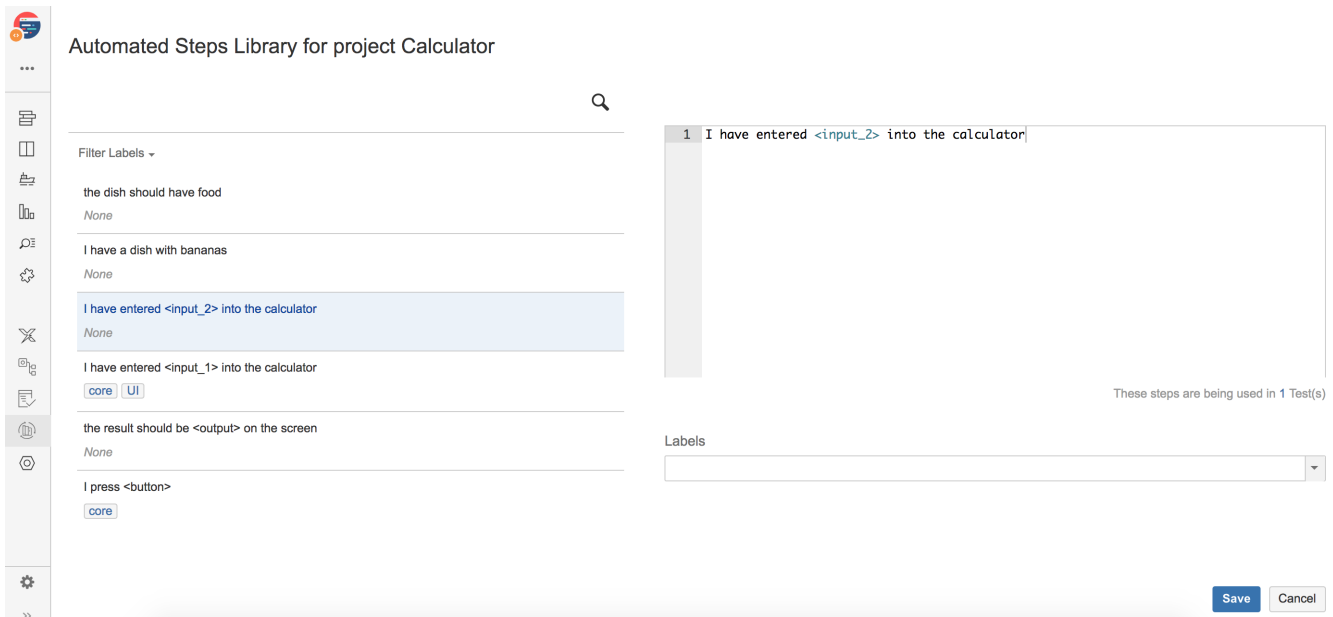 Automated Steps Library for project Calculator
Filter Labels
the dish should have food
None
I have a dish with bananas
None
I have entered <input_2> into the calculator
None
I have entered <input_1> into the calculator
core UI
the result should be <output> on the screen
None
I press <button>
core
1 I have entered <input_2> into the calculator
These steps are being used in 1 Test(s)
Labels
Save Cancel